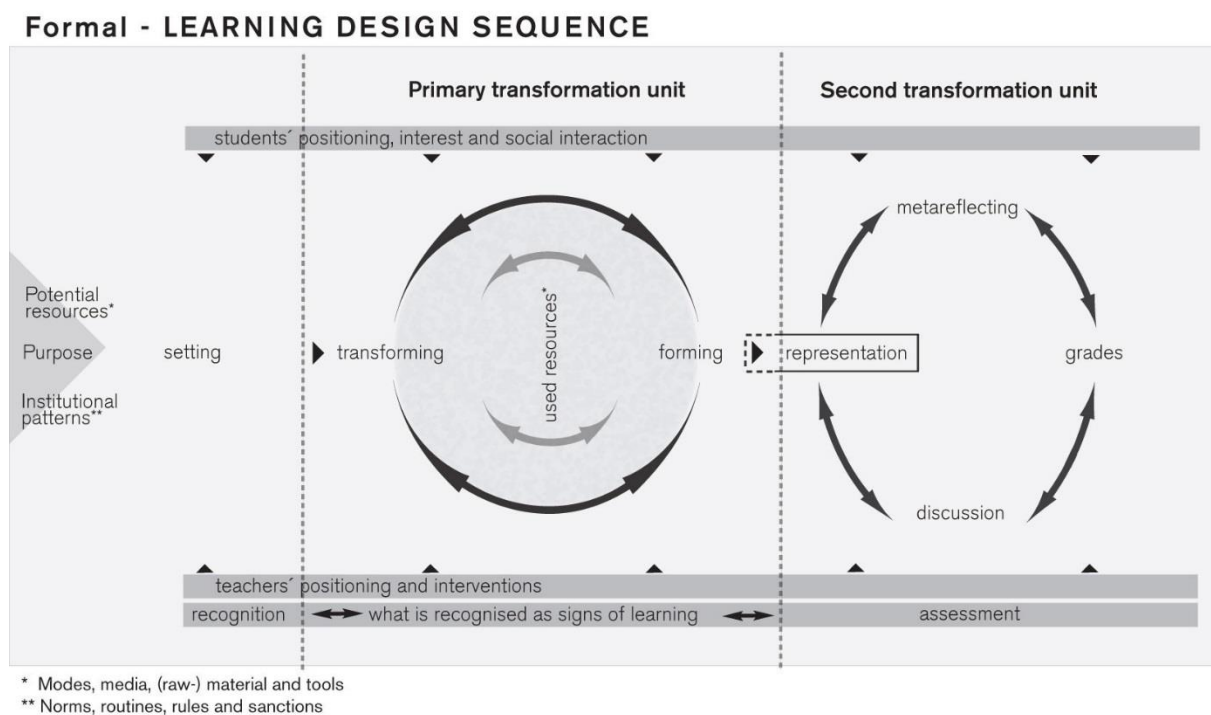 Formal - LEARNING DESIGN SEQUENCE
Primary transformation unit
Second transformation unit
students´ positioning, interest and social interaction
metareflecting
Potential
resources*
Purpose
Institutional
patterns**
setting
transforming
used resources*
forming
representation
grades
discussion
teachers´ positioning and interventions
recognition
what is recognised as signs of learning
assessment
* Modes, media, (raw-) material and tools
** Norms, routines, rules and sanctions